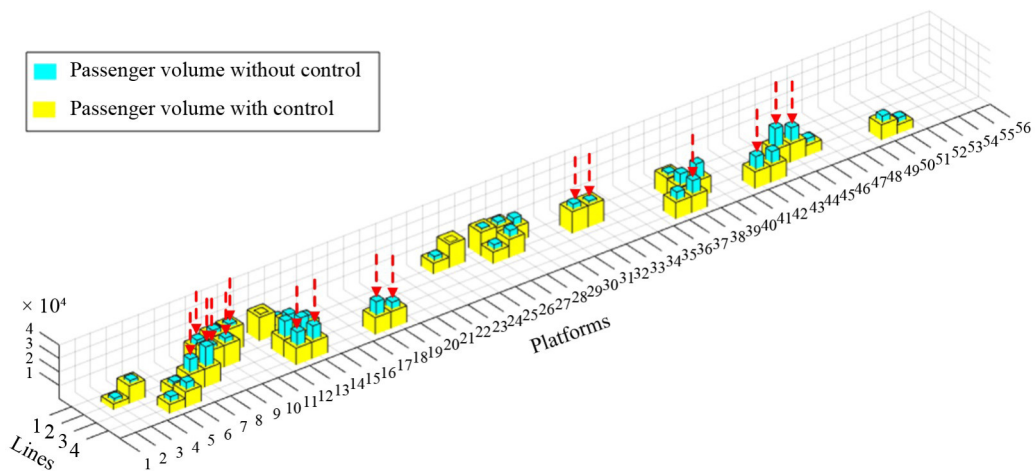 Passenger volume without control
Passenger volume with control
× 10⁴
4
3
2
1
1
2
3
4
Lines
Platforms
1 2 3 4 5 6 7 8 9 10 11 12 13 14 15 16 17 18 19 20 21 22 23 24 25 26 27 28 29 30 31 32 33 34 35 36 37 38 39 40 41 42 43 44 45 46 47 48 49 50 51 52 53 54 55 56